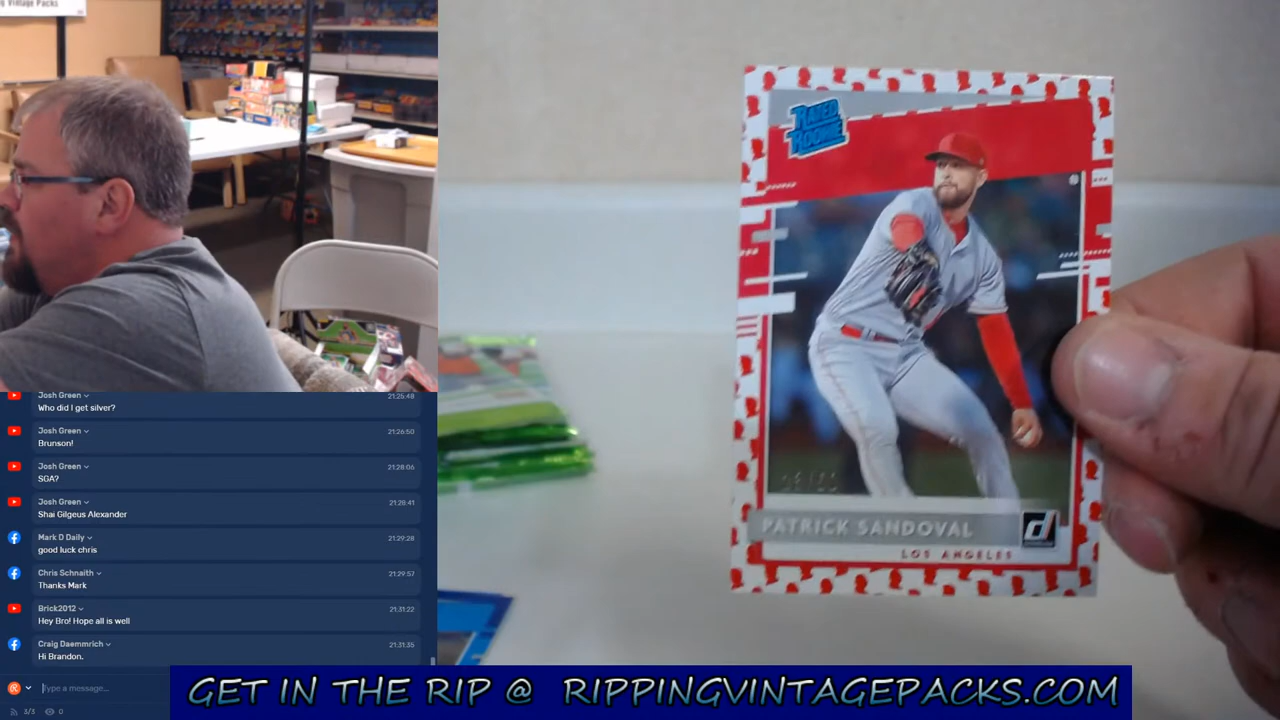 g Vintage Packs
Josh Green 21:25:48
Who did I get silver?
Josh Green 21:26:50
Brunson!
Josh Green 21:28:06
SGA?
Josh Green 21:28:41
Shai Gilgeus Alexander
Mark D Daily 21:29:28
good luck chris
Chris Schnaith 21:29:57
Thanks Mark
Brick2012 21:31:22
Hey Bro! Hope all is well
Craig Daemmrich 21:31:35
Hi Brandon.
Type a message...
3/3 0
RATED
ROOKIE
PATRICK SANDOVAL
LOS ANGELES
d
GET IN THE RIP @ RIPPINGVINTAGEPACKS.COM